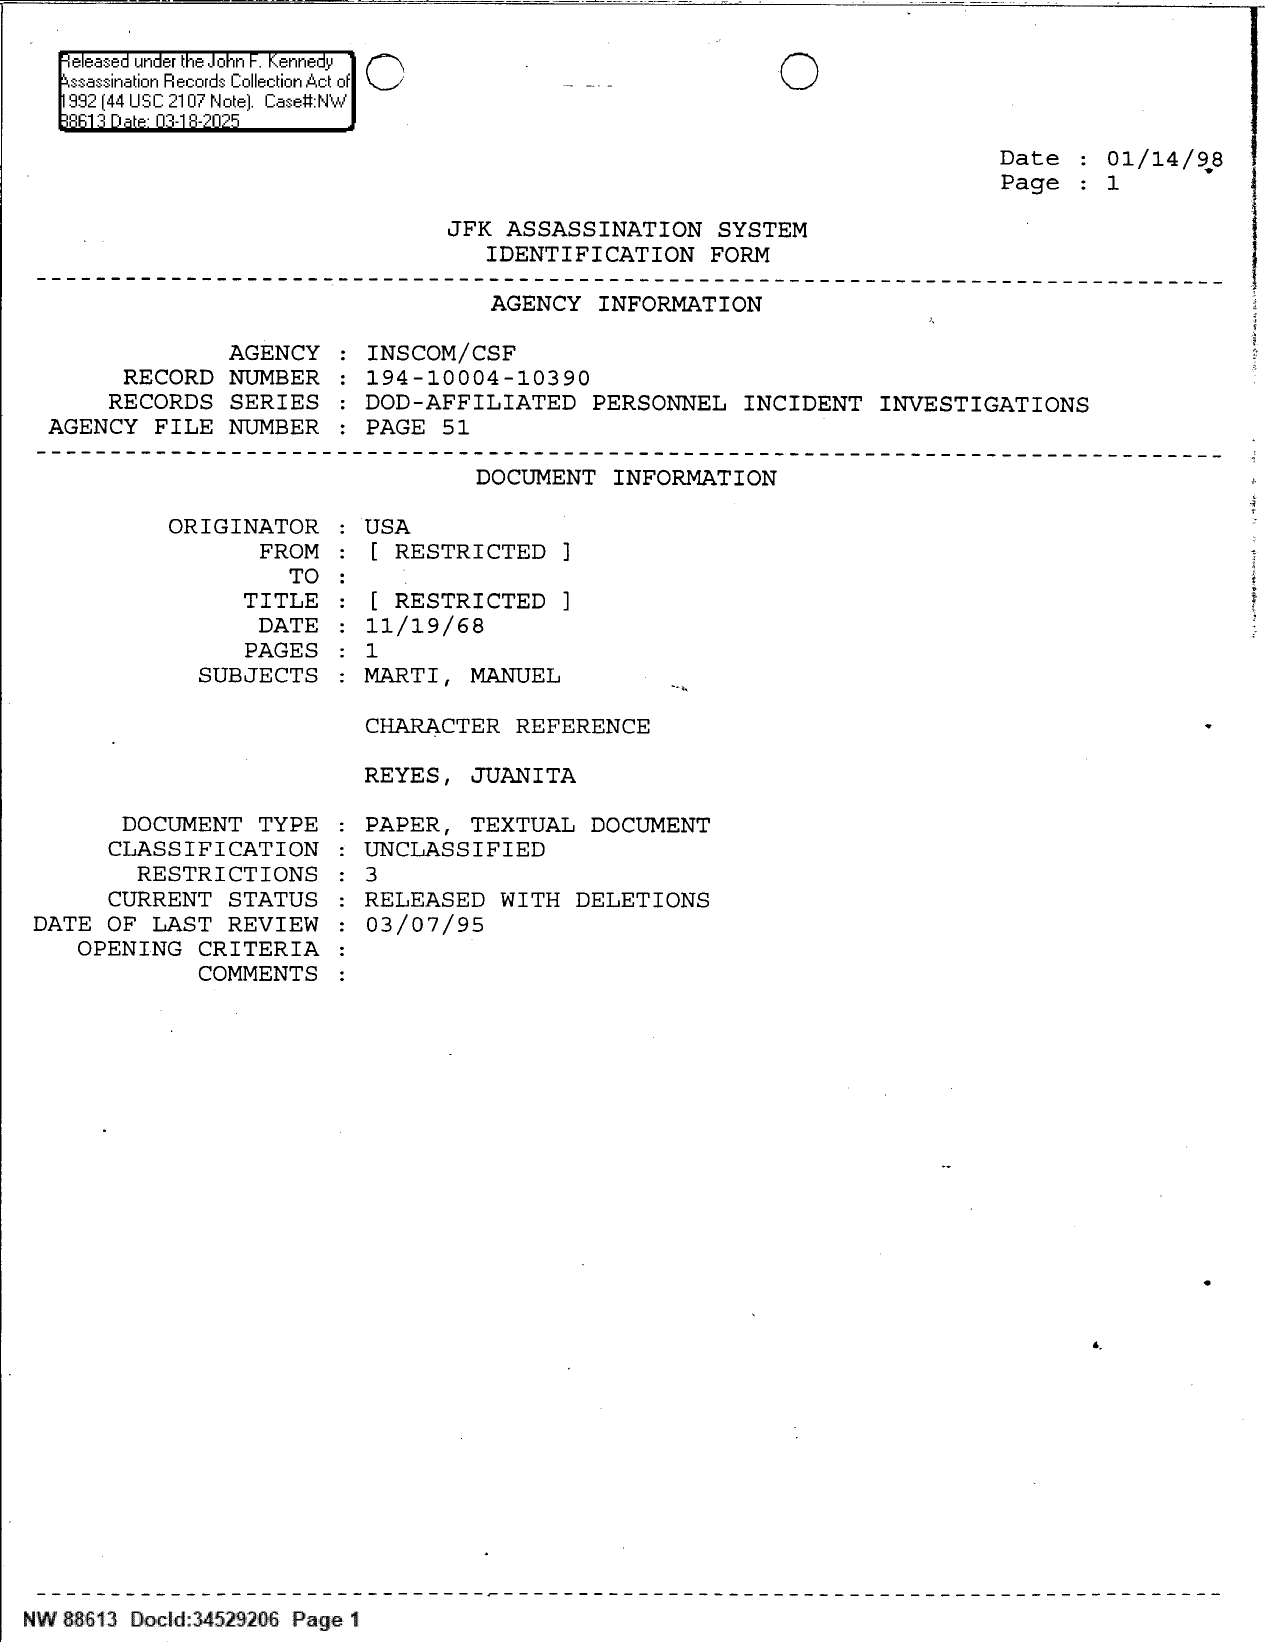 Released under the John F. Kennedy
Assassination Records Collection Act of
1992 (44 USC 2107 Note). Case#:NW
88613 Date: 03-18-2025
Date : 01/14/98
Page : 1
JFK ASSASSINATION SYSTEM
IDENTIFICATION FORM
AGENCY INFORMATION
AGENCY : INSCOM/CSF
RECORD NUMBER : 194-10004-10390
RECORDS SERIES : DOD-AFFILIATED PERSONNEL INCIDENT INVESTIGATIONS
AGENCY FILE NUMBER : PAGE 51
DOCUMENT INFORMATION
ORIGINATOR : USA
FROM : [ RESTRICTED ]
TO :
TITLE : [ RESTRICTED ]
DATE : 11/19/68
PAGES : 1
SUBJECTS : MARTI, MANUEL
CHARACTER REFERENCE
REYES, JUANITA
DOCUMENT TYPE : PAPER, TEXTUAL DOCUMENT
CLASSIFICATION : UNCLASSIFIED
RESTRICTIONS : 3
CURRENT STATUS : RELEASED WITH DELETIONS
DATE OF LAST REVIEW : 03/07/95
OPENING CRITERIA :
COMMENTS :
NW 88613 DocId:34529206 Page 1